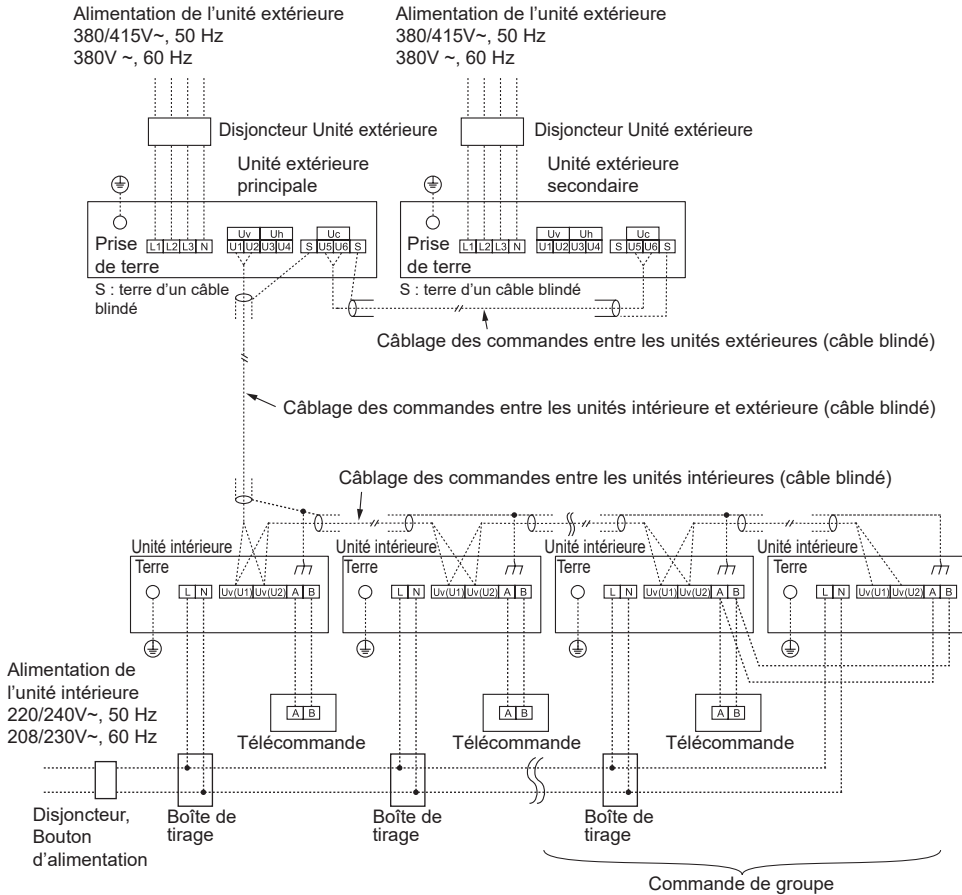 Alimentation de l'unité extérieure
380/415V~, 50 Hz
380V ~, 60 Hz
Alimentation de l'unité extérieure
380/415V~, 50 Hz
380V ~, 60 Hz
Disjoncteur Unité extérieure
Disjoncteur Unité extérieure
Unité extérieure
principale
Unité extérieure
secondaire
Prise
de terre
L1 L2 L3 N
Uv Uh
U1 U2 U3 U4
Uc
S U5 U6 S
Prise
de terre
L1 L2 L3 N
Uv Uh
U1 U2 U3 U4
Uc
S U5 U6 S
S : terre d'un câble
blindé
S : terre d'un câble blindé
Câblage des commandes entre les unités extérieures (câble blindé)
Câblage des commandes entre les unités intérieure et extérieure (câble blindé)
Câblage des commandes entre les unités intérieures (câble blindé)
Unité intérieure
Terre
L N Uv(U1) Uv(U2) A B
Unité intérieure
Terre
L N Uv(U1) Uv(U2) A B
Unité intérieure
Terre
L N Uv(U1) Uv(U2) A B
Unité intérieure
Terre
L N Uv(U1) Uv(U2) A B
Alimentation de
l'unité intérieure
220/240V~, 50 Hz
208/230V~, 60 Hz
A B
Télécommande
A B
Télécommande
A B
Télécommande
Disjoncteur,
Bouton
d'alimentation
Boîte de
tirage
Boîte de
tirage
Boîte de
tirage
Commande de groupe